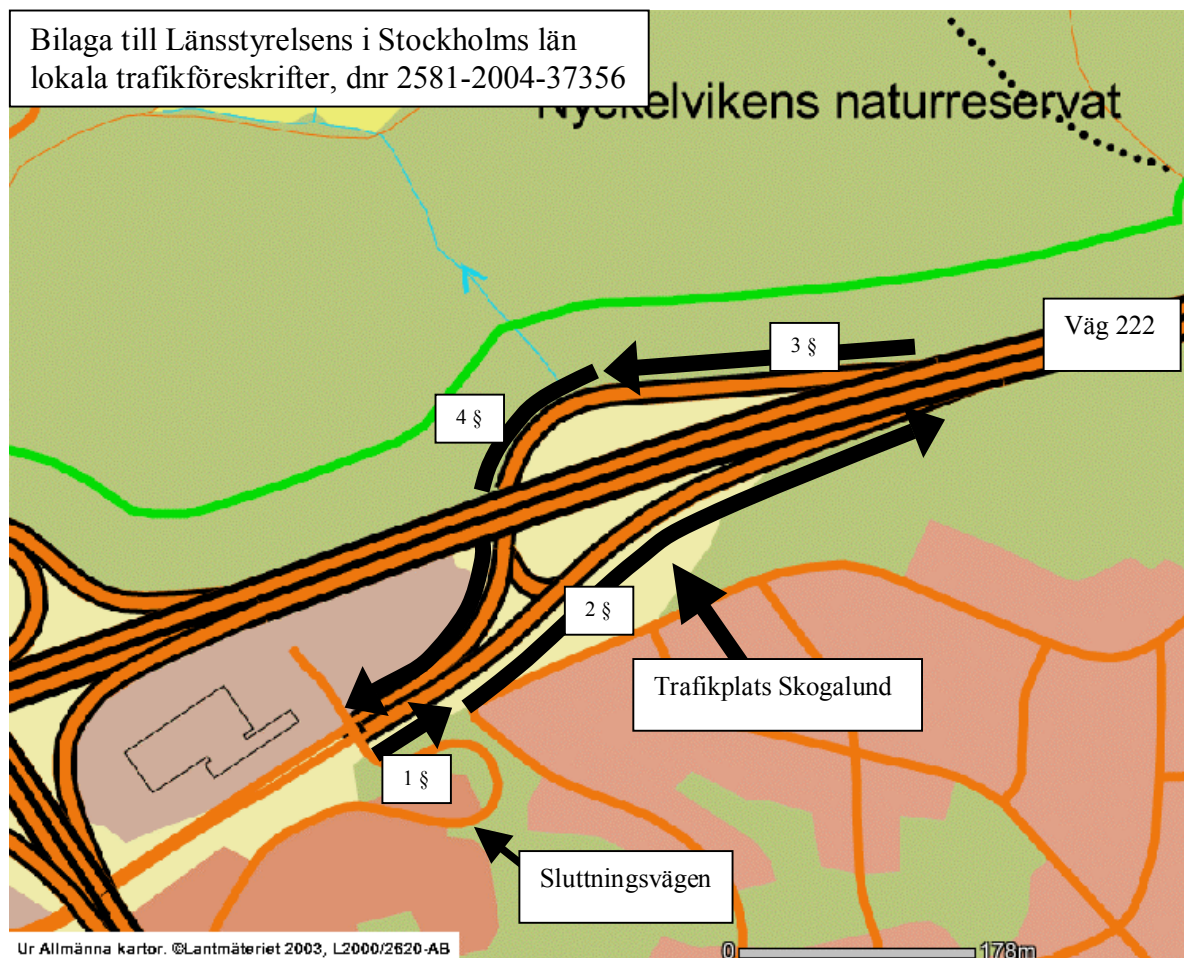 Bilaga till Länsstyrelsens i Stockholms län
lokala trafikföreskrifter, dnr 2581-2004-37356
Nyckelvikens naturreservat
Väg 222
3 §
4 §
2 §
Trafikplats Skogalund
1 §
Sluttningsvägen
Ur Allmänna kartor. ©Lantmäteriet 2003, L2000/2620-AB
0 178m